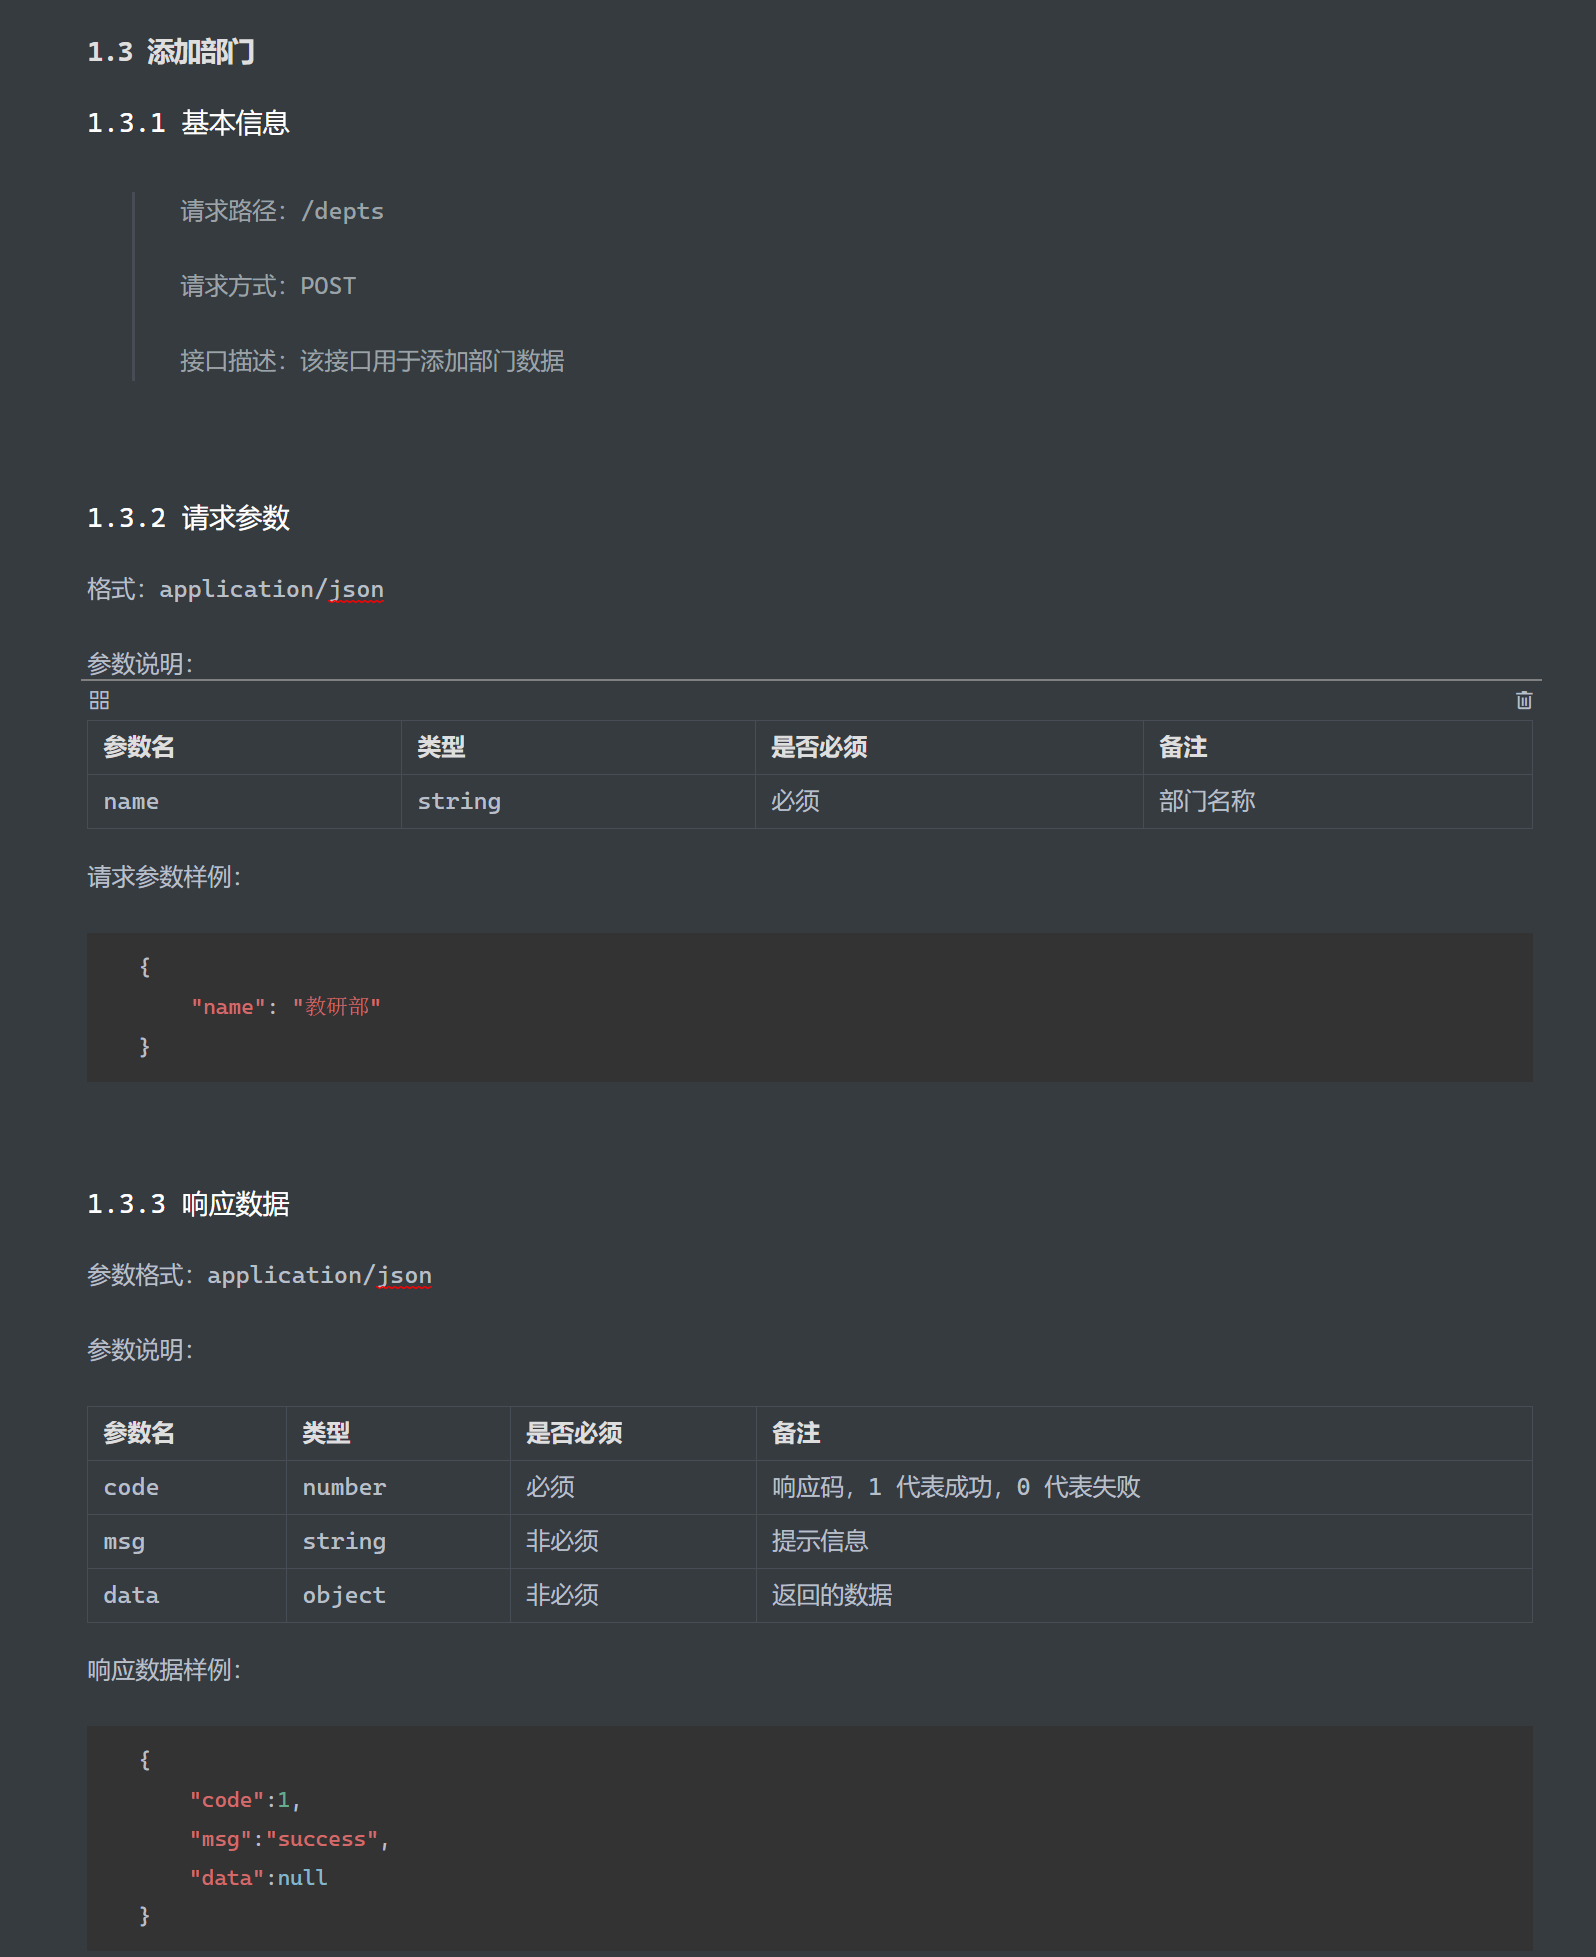 1.3 添加部门
1.3.1 基本信息
请求路径：/depts
请求方式：POST
接口描述：该接口用于添加部门数据
1.3.2 请求参数
格式：application/json
参数说明：
参数名 类型 是否必须 备注
name string 必须 部门名称
请求参数样例：
{
"name": "教研部"
}
1.3.3 响应数据
参数格式：application/json
参数说明：
参数名 类型 是否必须 备注
code number 必须 响应码，1 代表成功，0 代表失败
msg string 非必须 提示信息
data object 非必须 返回的数据
响应数据样例：
{
"code":1,
"msg":"success",
"data":null
}